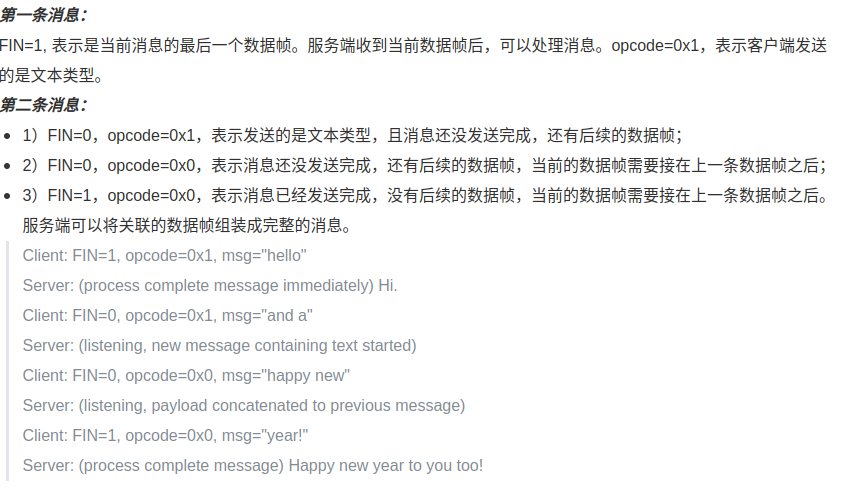 第一条消息：
FIN=1, 表示是当前消息的最后一个数据帧。服务端收到当前数据帧后，可以处理消息。opcode=0x1，表示客户端发送
的是文本类型。
第二条消息：
1）FIN=0，opcode=0x1，表示发送的是文本类型，且消息还没发送完成，还有后续的数据帧；
2）FIN=0，opcode=0x0，表示消息还没发送完成，还有后续的数据帧，当前的数据帧需要接在上一条数据帧之后；
3）FIN=1，opcode=0x0，表示消息已经发送完成，没有后续的数据帧，当前的数据帧需要接在上一条数据帧之后。
服务端可以将关联的数据帧组装成完整的消息。
Client: FIN=1, opcode=0x1, msg="hello"
Server: (process complete message immediately) Hi.
Client: FIN=0, opcode=0x1, msg="and a"
Server: (listening, new message containing text started)
Client: FIN=0, opcode=0x0, msg="happy new"
Server: (listening, payload concatenated to previous message)
Client: FIN=1, opcode=0x0, msg="year!"
Server: (process complete message) Happy new year to you too!